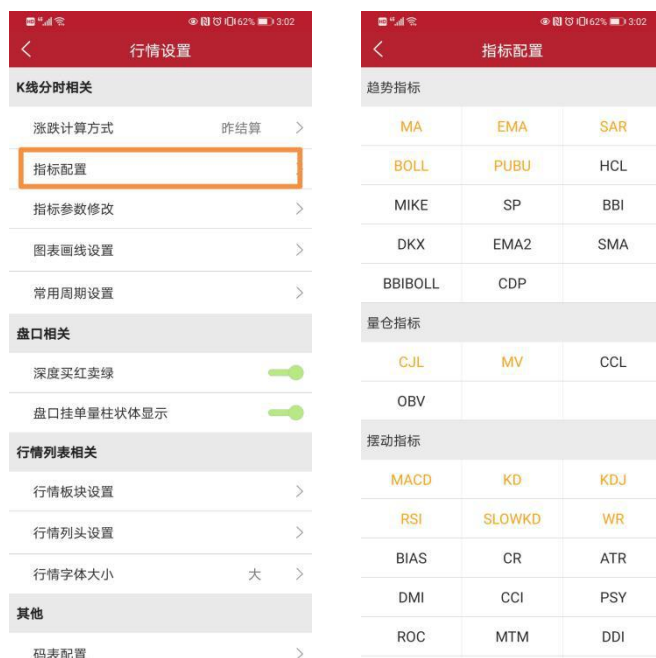 62% 3:02
行情设置
K线分时相关
涨跌计算方式 昨结算
指标配置
指标参数修改
图表画线设置
常用周期设置
盘口相关
深度买红卖绿
盘口挂单量柱状体显示
行情列表相关
行情板块设置
行情列头设置
行情字体大小 大
其他
码表配置
62% 3:02
指标配置
趋势指标
MA EMA SAR
BOLL PUBU HCL
MIKE SP BBI
DKX EMA2 SMA
BBIBOLL CDP
量仓指标
CJL MV CCL
OBV
摆动指标
MACD KD KDJ
RSI SLOWKD WR
BIAS CR ATR
DMI CCI PSY
ROC MTM DDI